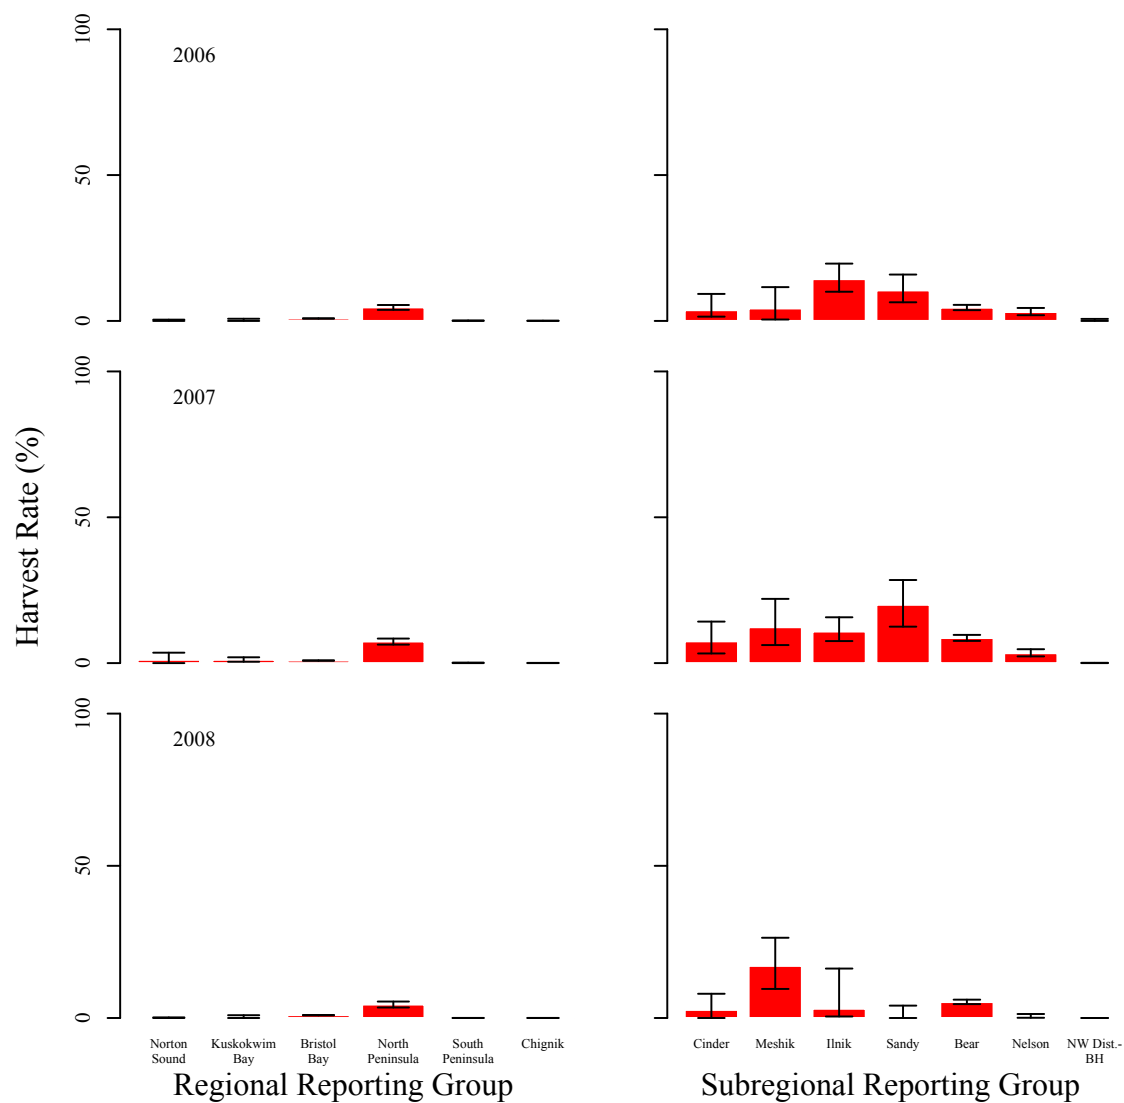 Harvest Rate (%)
2006
100
50
0
2007
100
50
0
2008
100
50
0
Norton Sound
Kuskokwim Bay
Bristol Bay
North Peninsula
South Peninsula
Chignik
Cinder
Meshik
Ilnik
Sandy
Bear
Nelson
NW Dist.-BH
Regional Reporting Group
Subregional Reporting Group